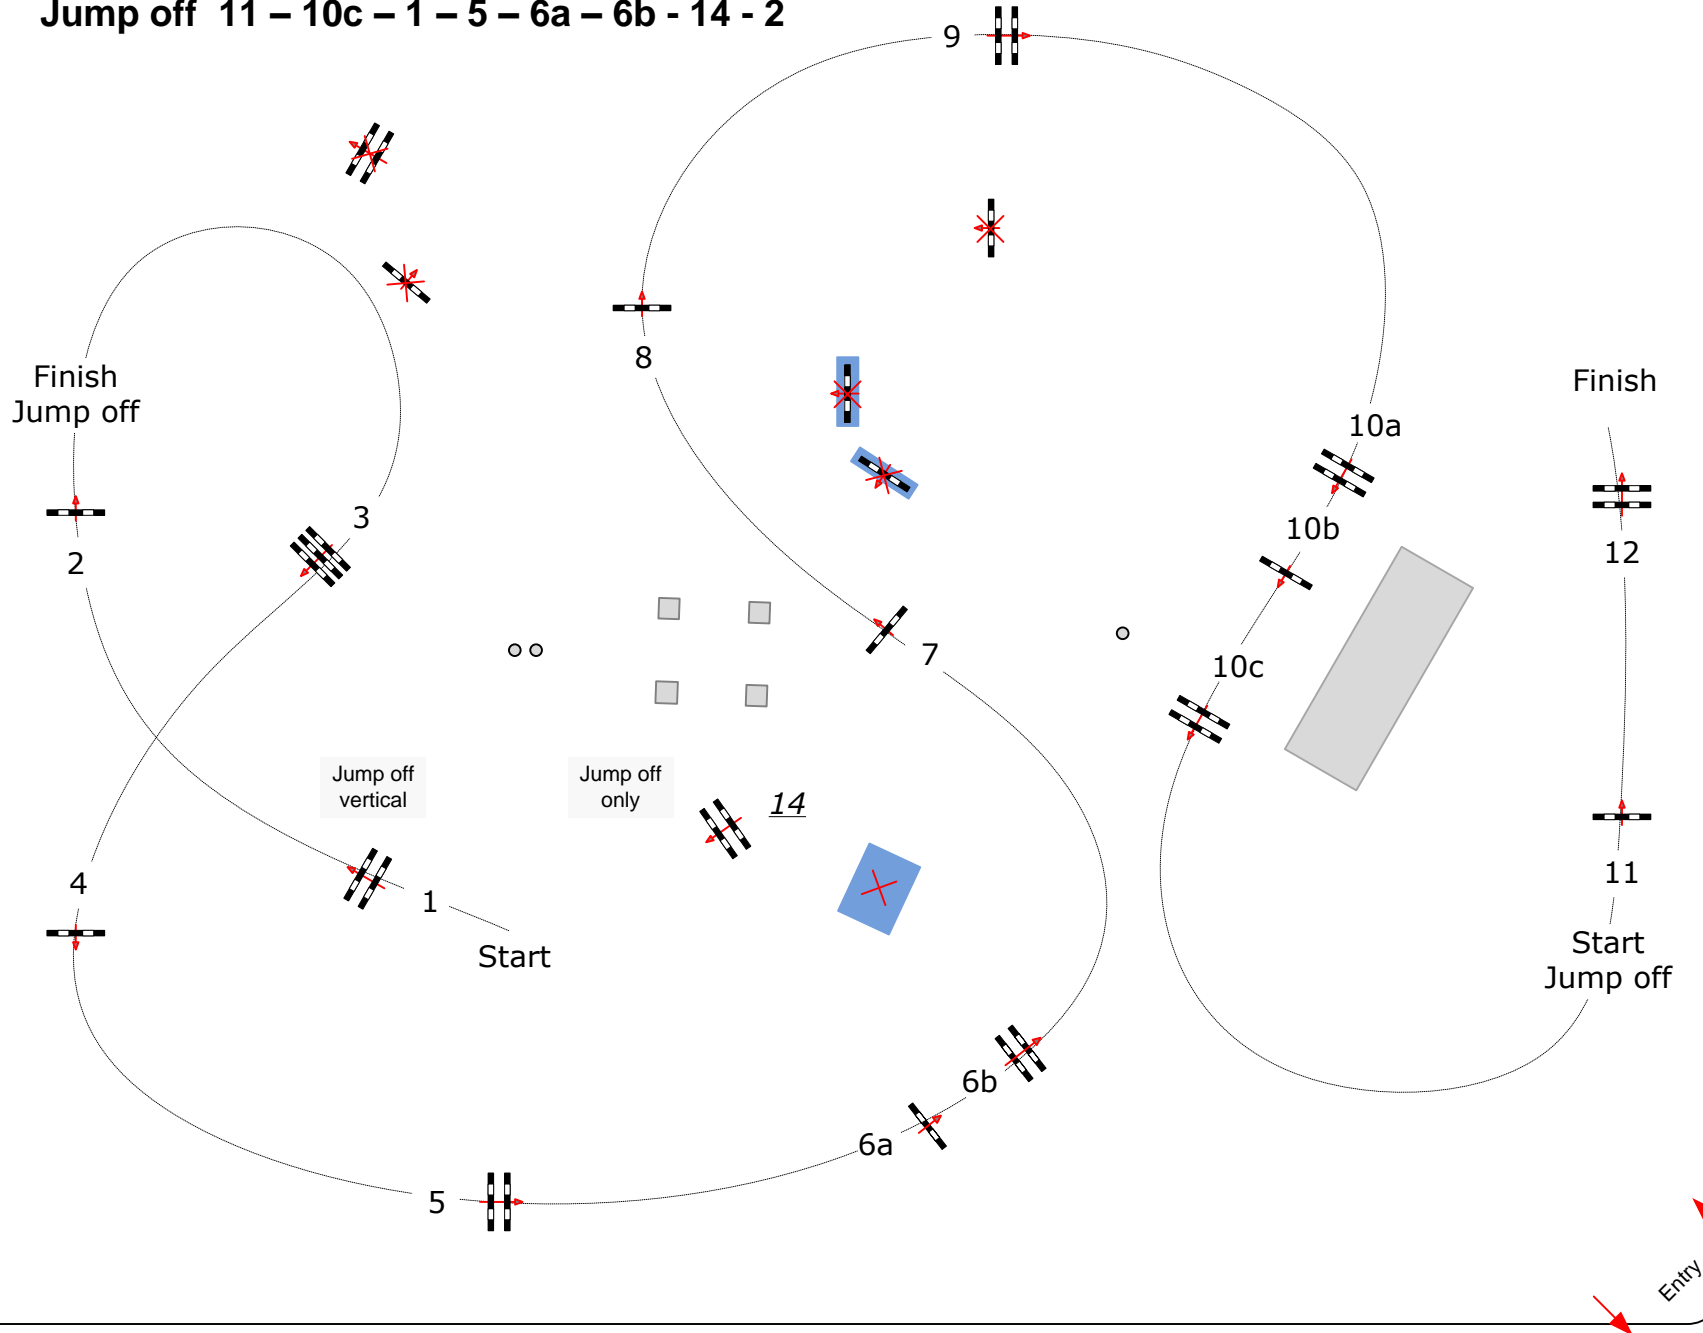 Jump off 11 – 10c – 1 – 5 – 6a – 6b - 14 - 2
9
8
Finish
Jump off
Finish
10a
3
10b
12
2
7
10c
Jump off
vertical
Jump off
only
14
4
1
11
Start
Start
Jump off
6b
6a
5
Entry